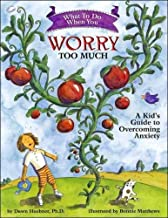 What To Do
When You
WORRY
TOO MUCH
A Kid's
Guide to
Overcoming
Anxiety
by Dawn Huebner, Ph.D.
Illustrated by Bonnie Matthews